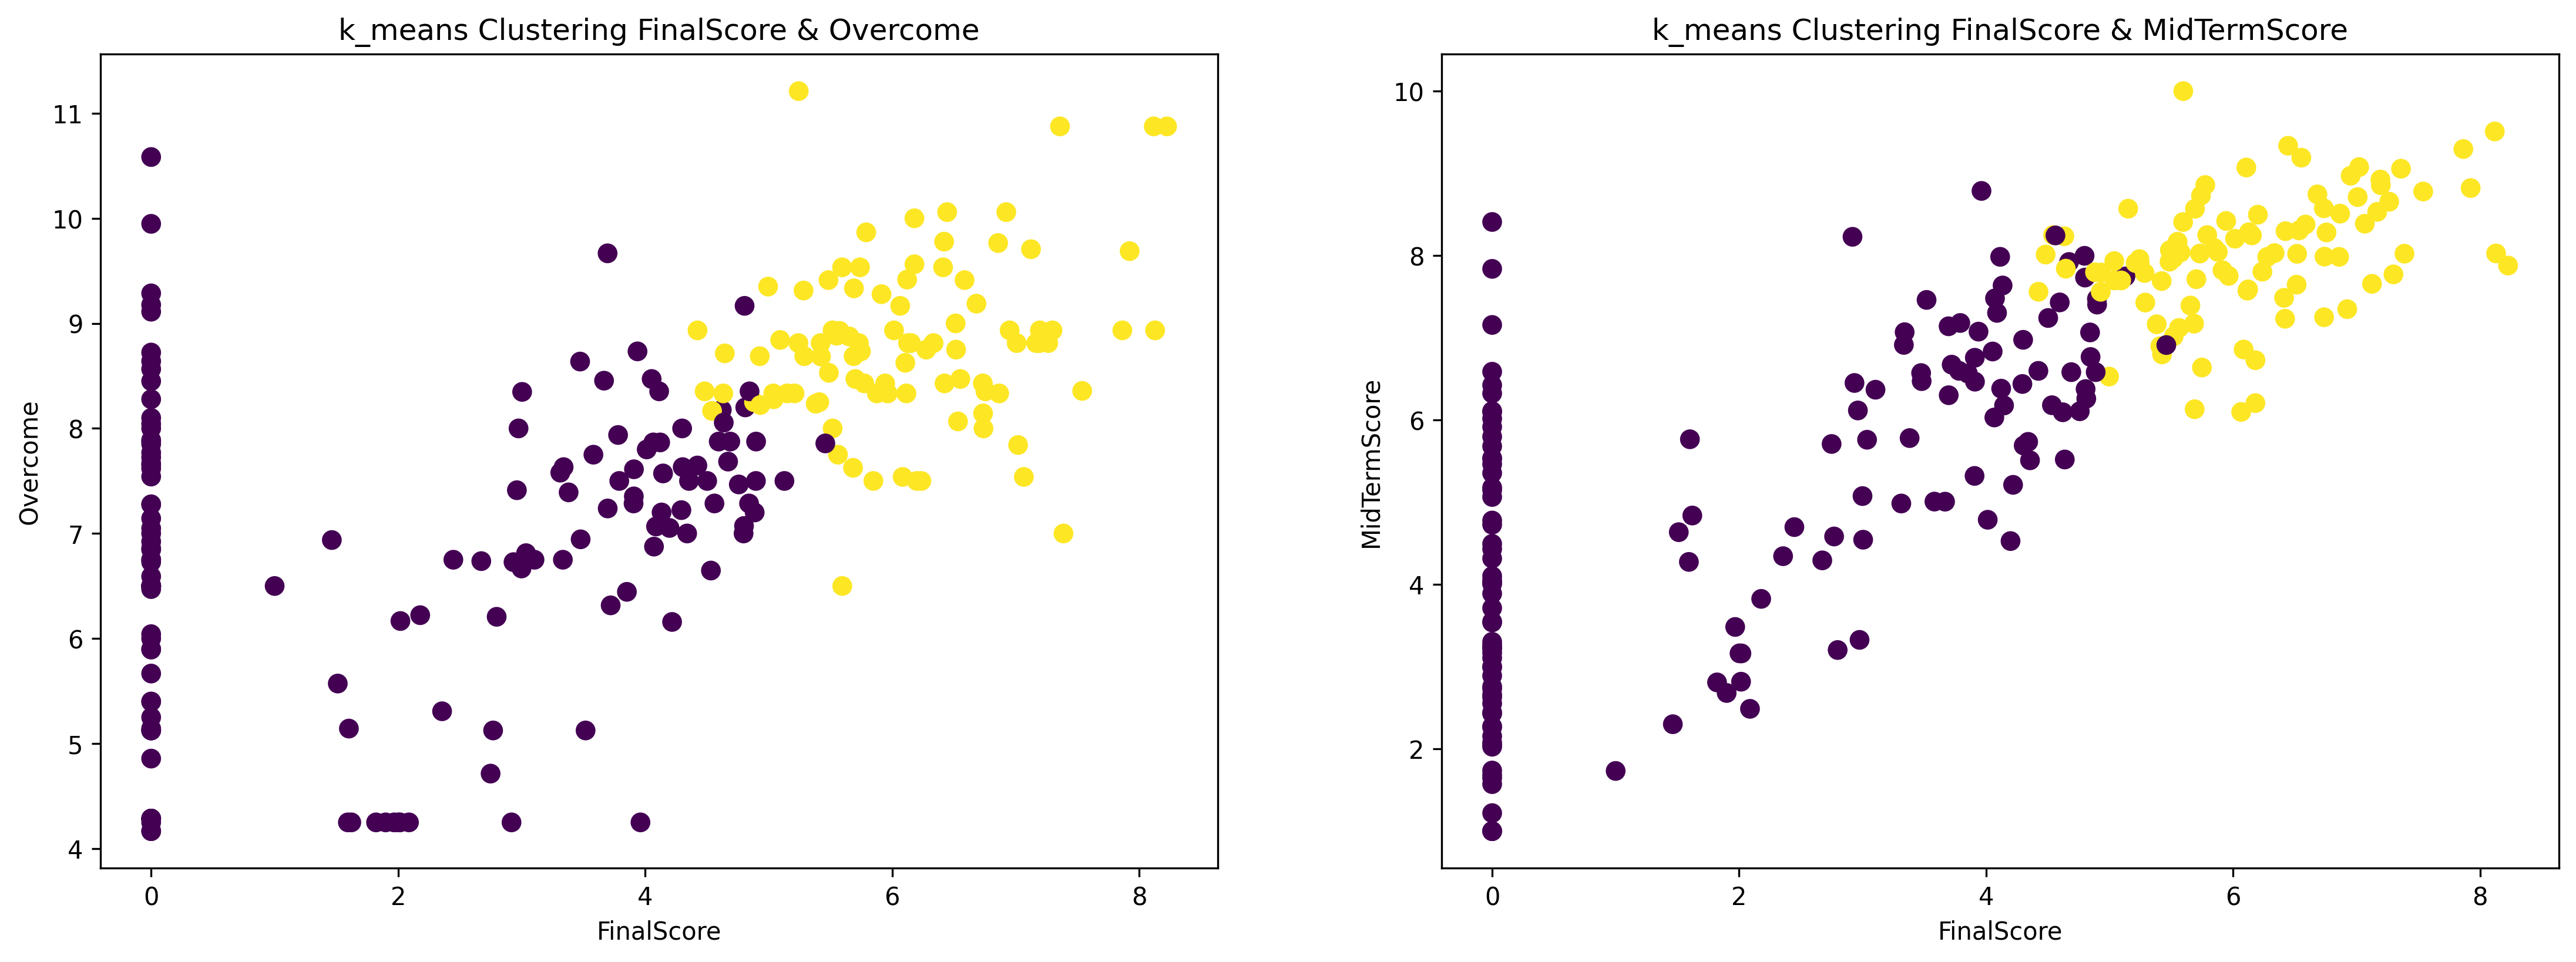 k_means Clustering FinalScore & Overcome
11
10
9
8
7
6
5
4
Overcome
0 2 4 6 8
FinalScore
k_means Clustering FinalScore & MidTermScore
10
8
6
4
2
MidTermScore
0 2 4 6 8
FinalScore